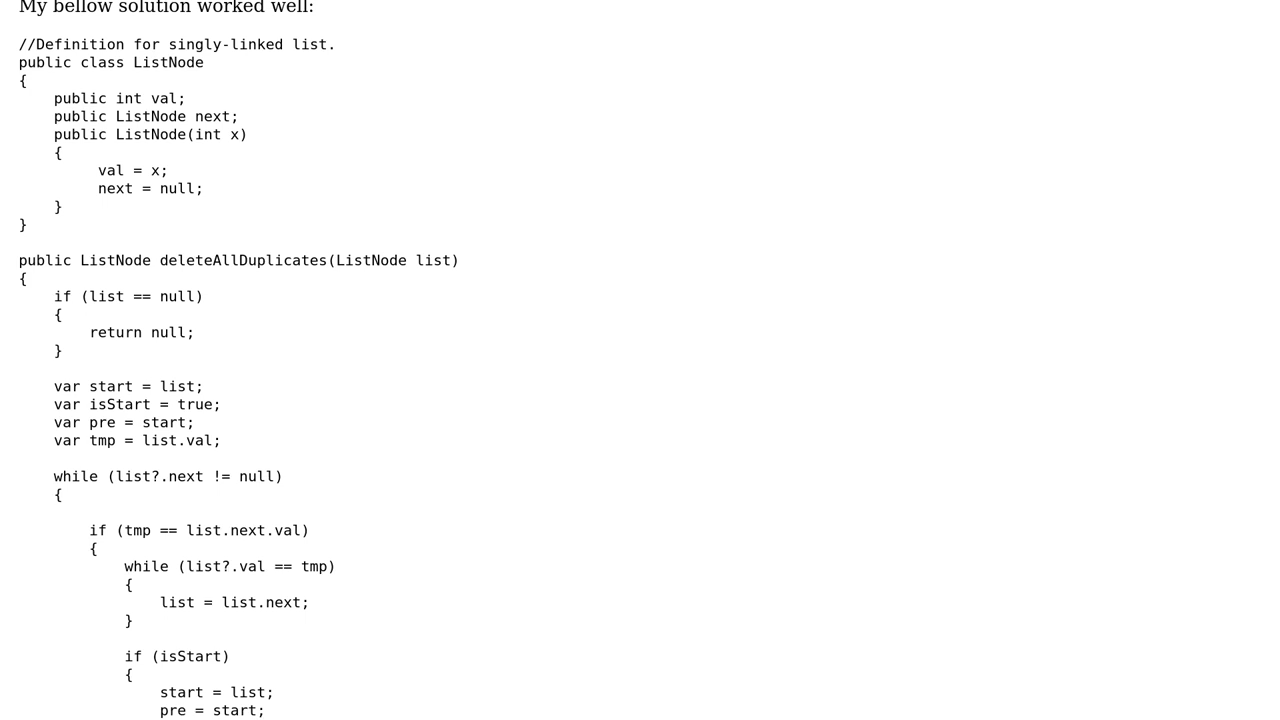 My bellow solution worked well:
//Definition for singly-linked list.
public class ListNode
{
    public int val;
    public ListNode next;
    public ListNode(int x)
    {
         val = x;
         next = null;
    }
}

public ListNode deleteAllDuplicates(ListNode list)
{
    if (list == null)
    {
        return null;
    }

    var start = list;
    var isStart = true;
    var pre = start;
    var tmp = list.val;

    while (list?.next != null)
    {

        if (tmp == list.next.val)
        {
            while (list?.val == tmp)
            {
                list = list.next;
            }

            if (isStart)
            {
                start = list;
                pre = start;